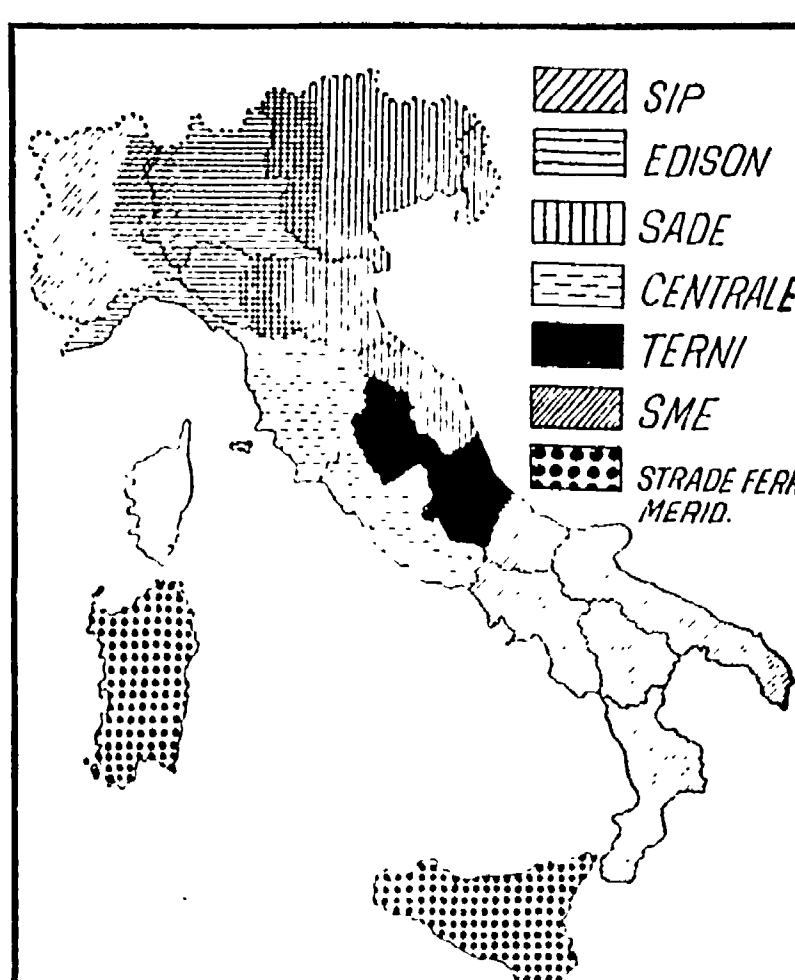 SIP
EDISON
SADE
CENTRALE
TERNI
SME
STRADE FERR
MERID.